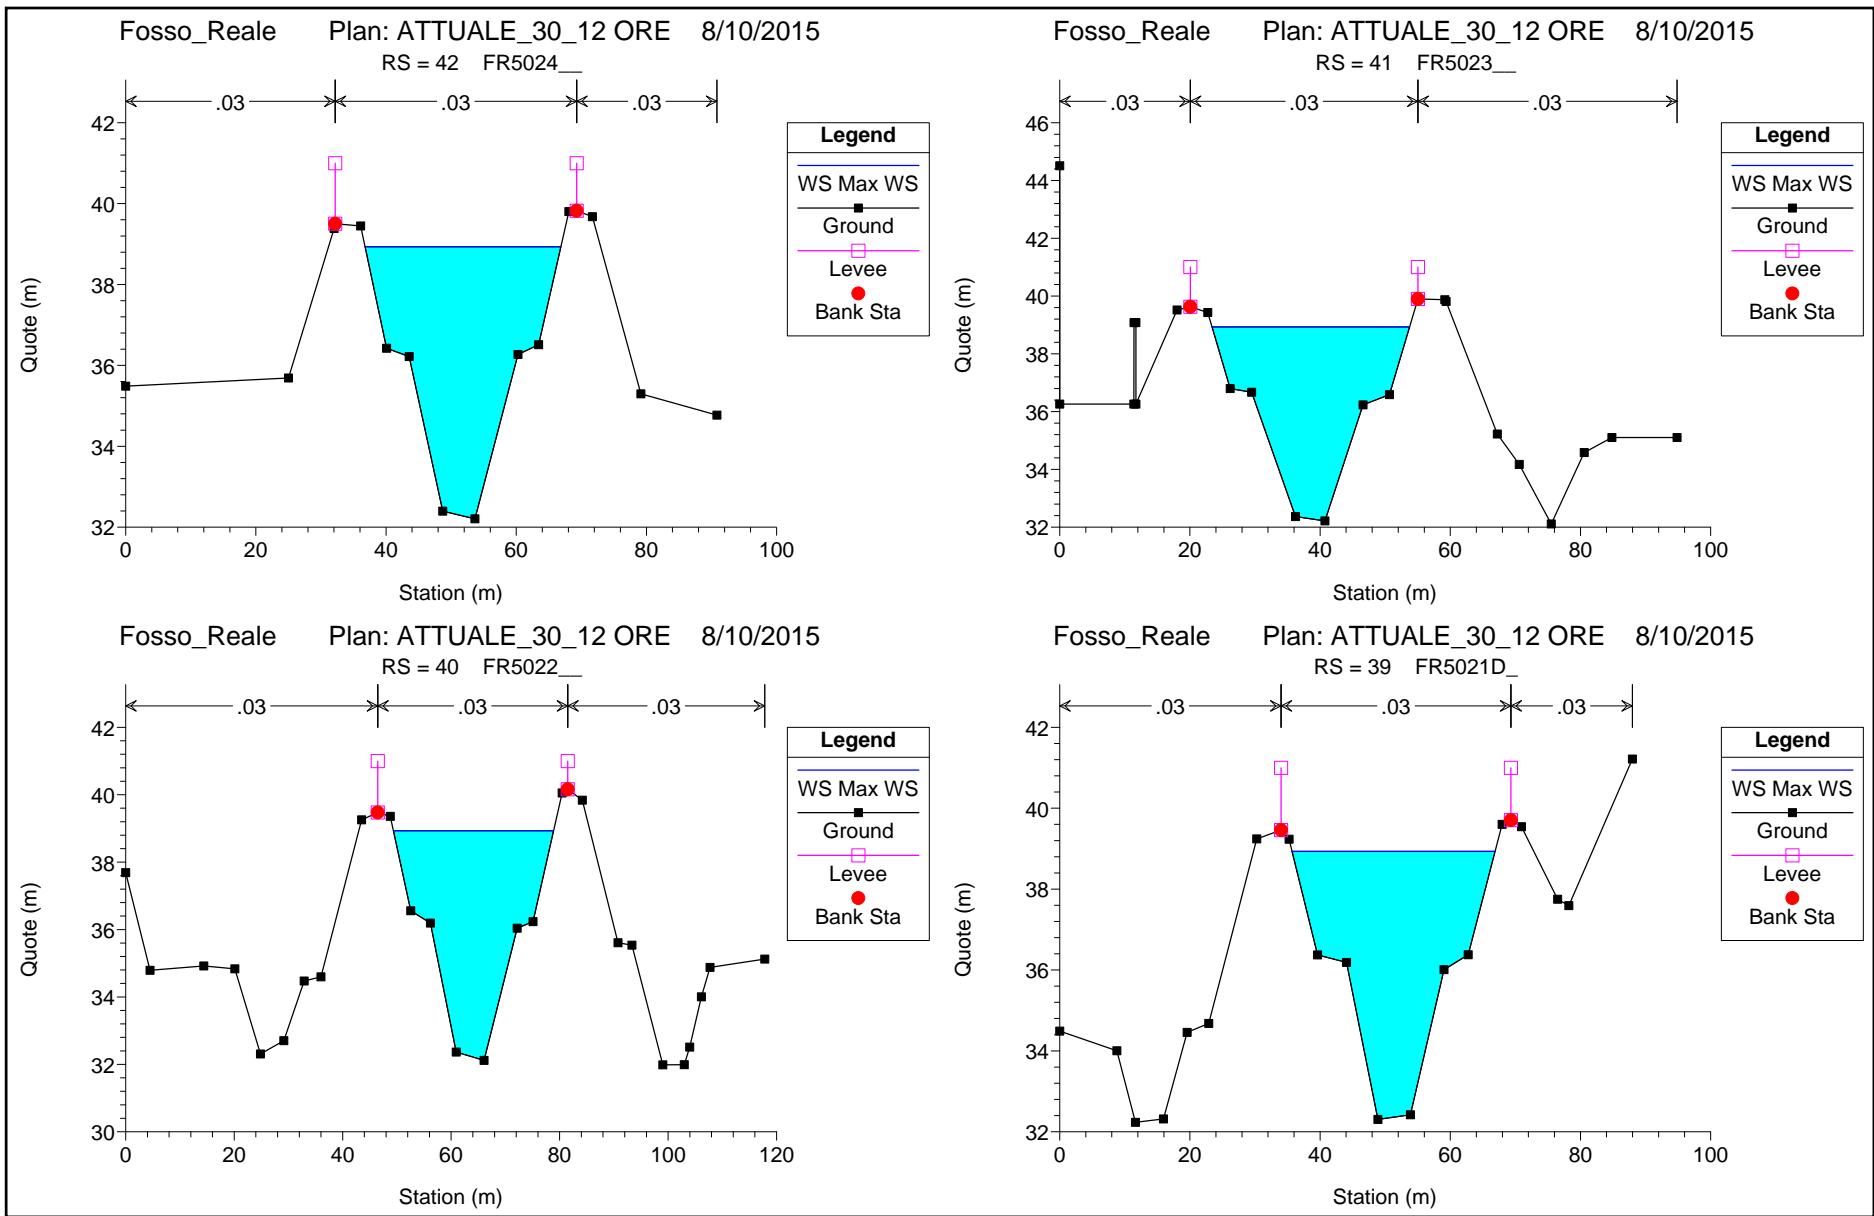 Fosso_Reale Plan: ATTUALE_30_12 ORE 8/10/2015
RS = 42 FR5024__
.03 .03 .03
42
40
38
36
34
32
0 20 40 60 80 100
Station (m)
Quote (m)
Legend
WS Max WS
Ground
Levee
Bank Sta
Fosso_Reale Plan: ATTUALE_30_12 ORE 8/10/2015
RS = 41 FR5023__
.03 .03 .03
46
44
42
40
38
36
34
32
0 20 40 60 80 100
Station (m)
Quote (m)
Legend
WS Max WS
Ground
Levee
Bank Sta
Fosso_Reale Plan: ATTUALE_30_12 ORE 8/10/2015
RS = 40 FR5022__
.03 .03 .03
42
40
38
36
34
32
30
0 20 40 60 80 100 120
Station (m)
Quote (m)
Legend
WS Max WS
Ground
Levee
Bank Sta
Fosso_Reale Plan: ATTUALE_30_12 ORE 8/10/2015
RS = 39 FR5021D_
.03 .03 .03
42
40
38
36
34
32
0 20 40 60 80 100
Station (m)
Quote (m)
Legend
WS Max WS
Ground
Levee
Bank Sta